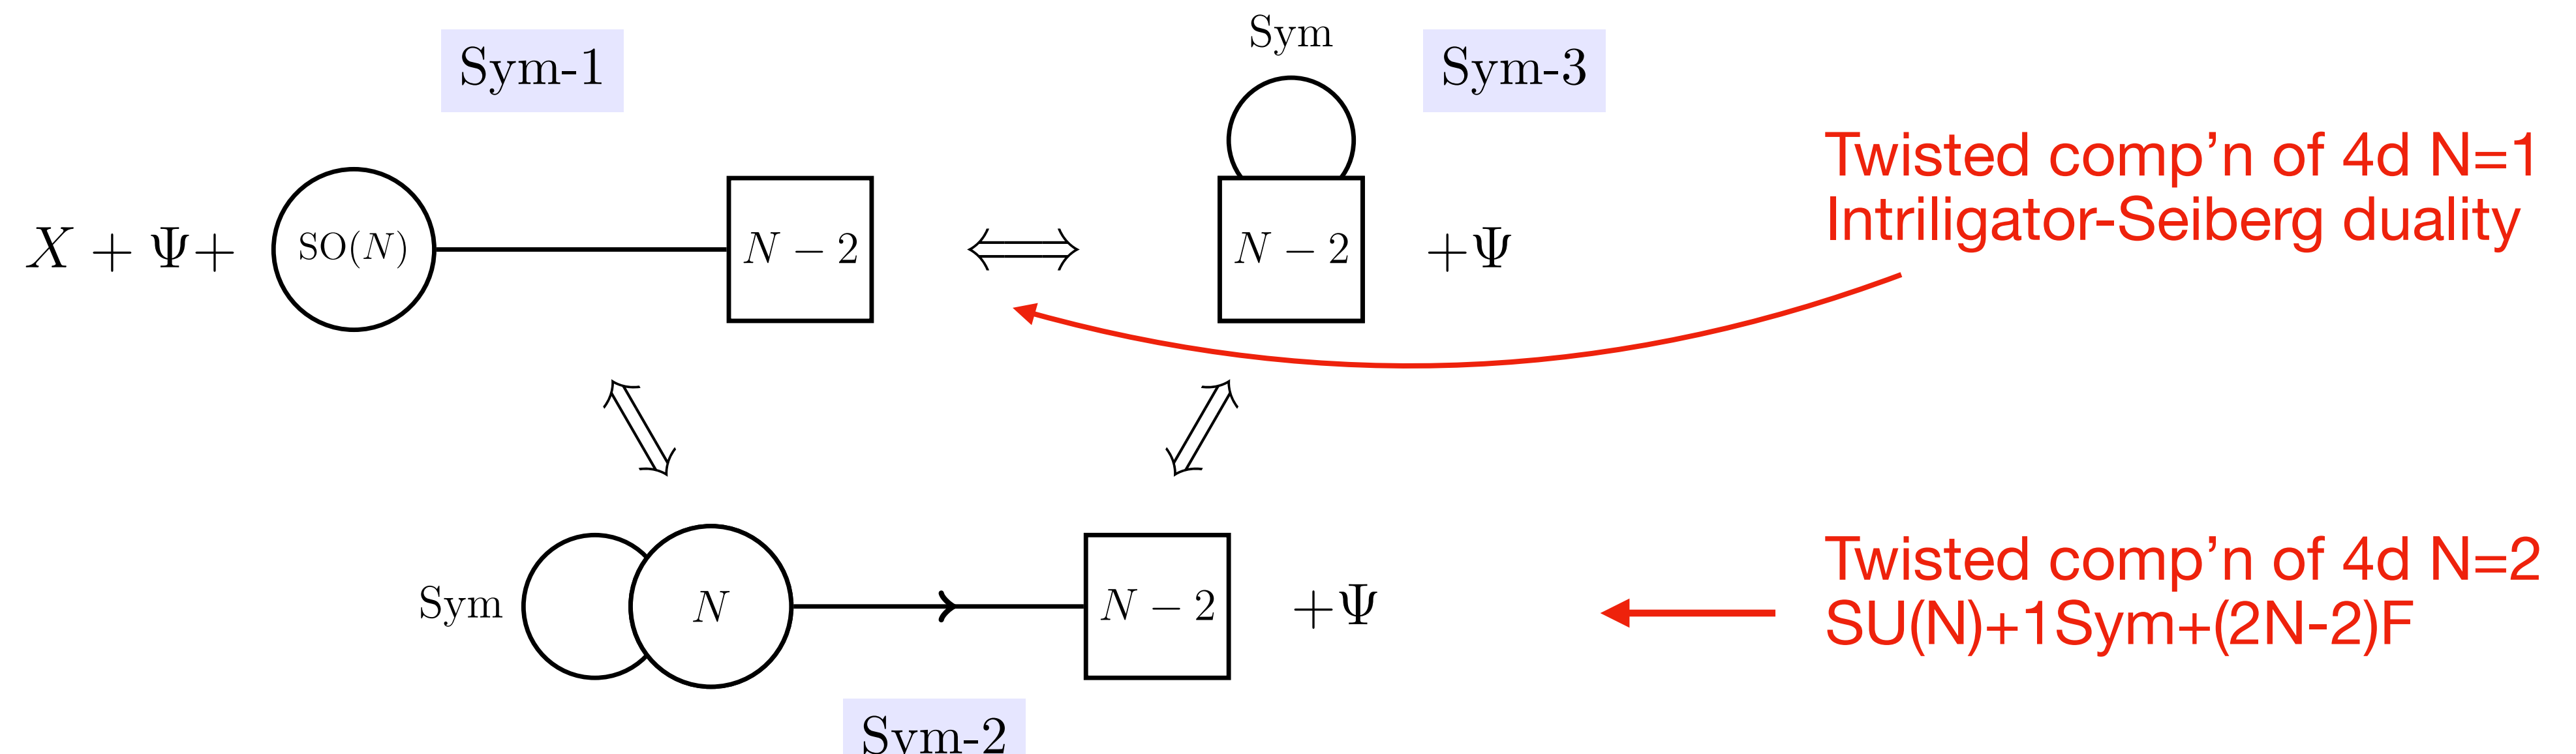 Sym-1
Sym
Sym-3
X + Ψ+
SO(N)
N − 2
⟺
N − 2
+Ψ
Twisted comp’n of 4d N=1
Intriligator-Seiberg duality
Sym
N
N − 2
+Ψ
Twisted comp’n of 4d N=2
SU(N)+1Sym+(2N-2)F
Sym-2